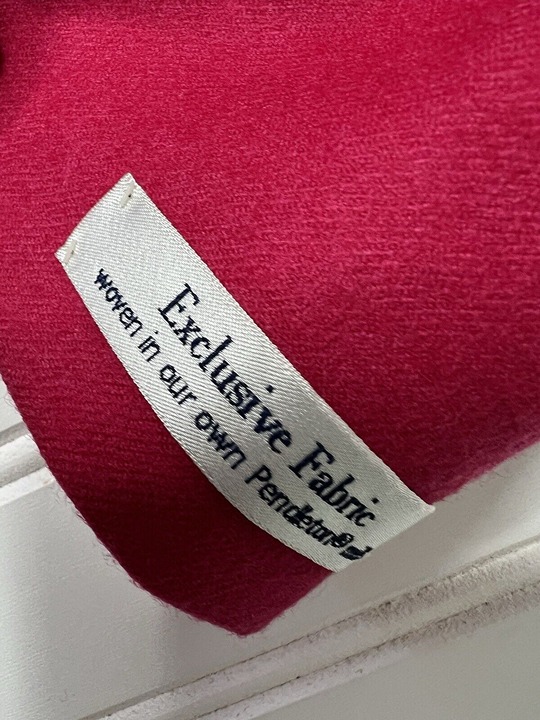 Exclusive Fabric
woven in our own Pendleton®